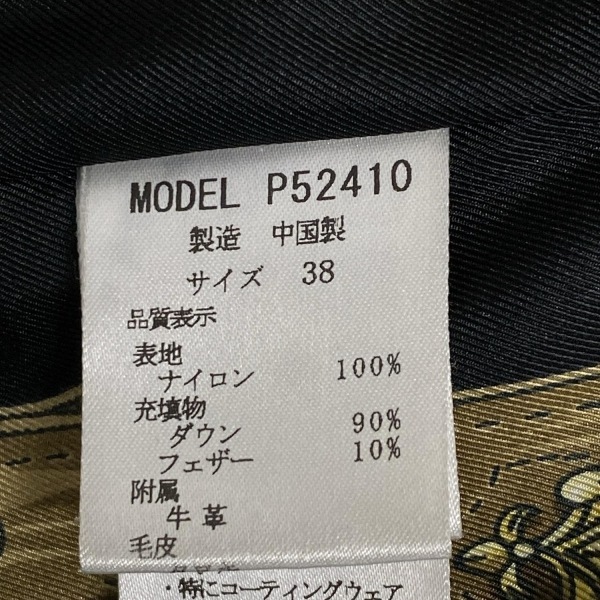 MODEL P52410
製造 中国製
サイズ 38
品質表示
表地
ナイロン 100%
充填物
ダウン 90%
フェザー 10%
附属
牛革
毛皮
・特にコーティングウェア